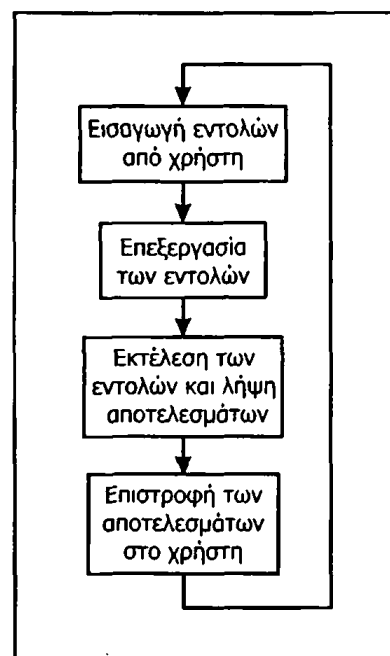 Εισαγωγή εντολών
από χρήστη
Επεξεργασία
των εντολών
Εκτέλεση των
εντολών και λήψη
αποτελεσμάτων
Επιστροφή των
αποτελεσμάτων
στο χρήστη